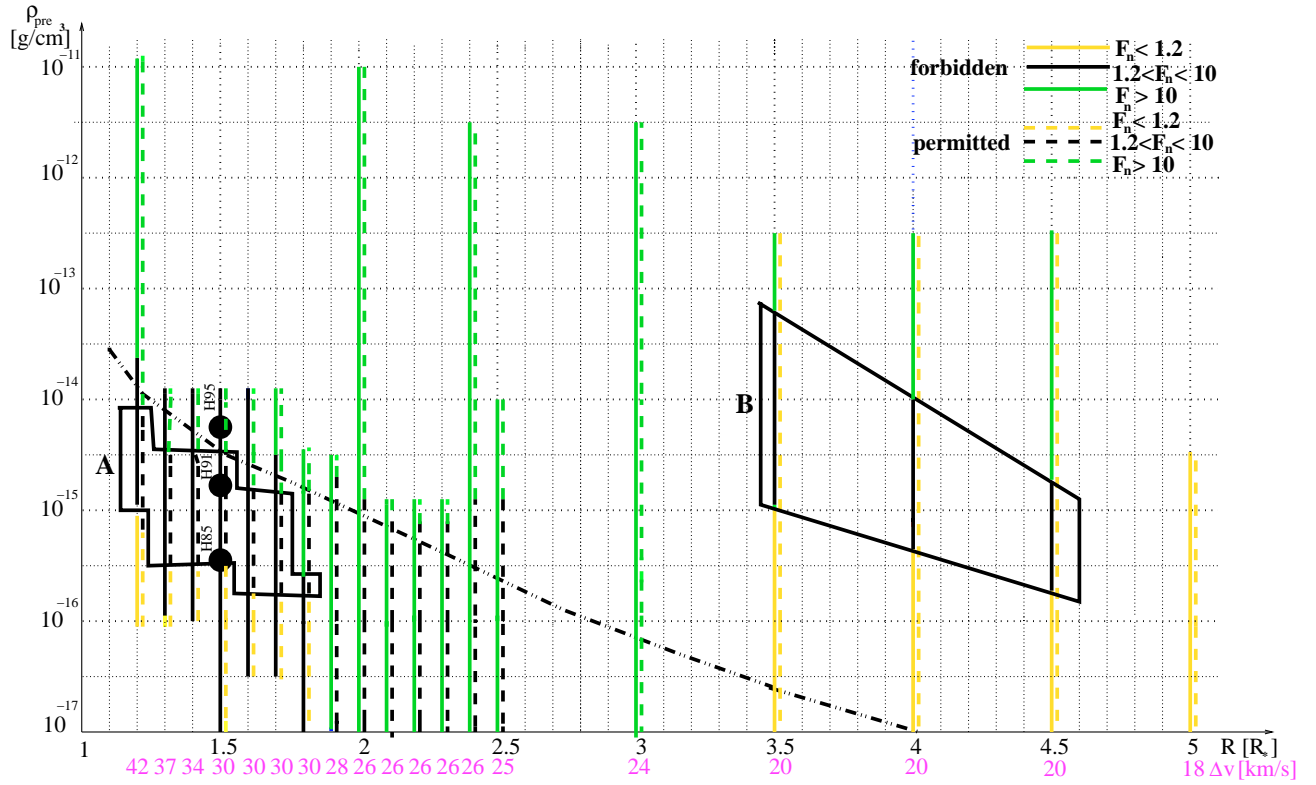 ρpre
[g/cm³]
10⁻¹¹
10⁻¹²
10⁻¹³
10⁻¹⁴
10⁻¹⁵
10⁻¹⁶
10⁻¹⁷
forbidden
Fn < 1.2
1.2<Fn< 10
Fn > 10
permitted
Fn < 1.2
1.2<Fn< 10
Fn > 10
H95
H91
H85
A
B
1 1.5 2 2.5 3 3.5 4 4.5 5 R [R*]
42 37 34 30 30 30 30 28 26 26 26 26 26 25 24 20 20 20 18 Δv [km/s]